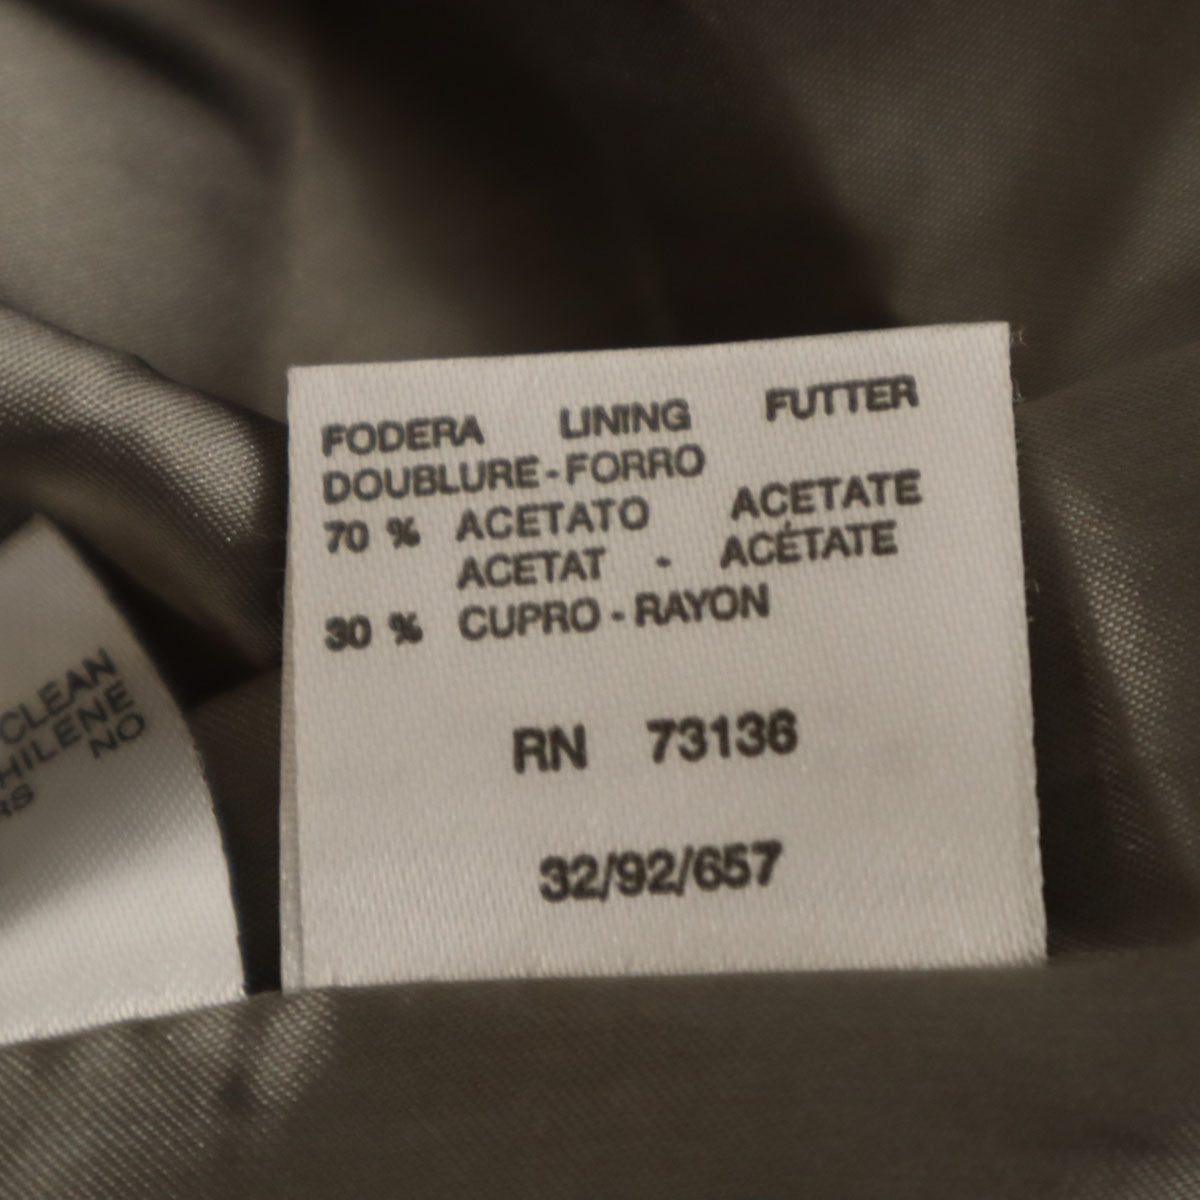 FODERA LINING FUTTER
DOUBLURE-FORRO
70 % ACETATO ACETATE
ACETAT - ACÉTATE
30 % CUPRO-RAYON
RN 73136
32/92/657
CLEAN
HILENE
NO
RS